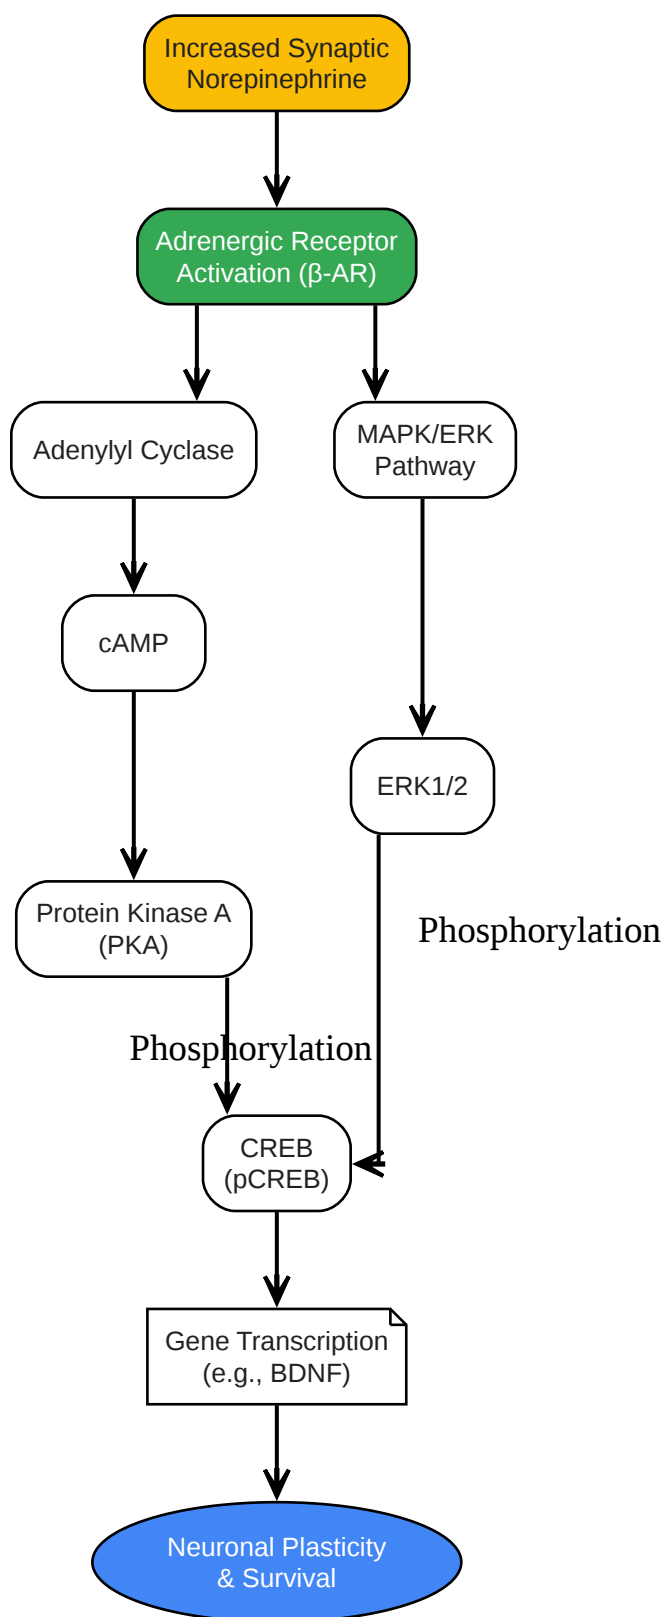 Increased Synaptic
Norepinephrine
Adrenergic Receptor
Activation (β-AR)
Adenylyl Cyclase
MAPK/ERK
Pathway
cAMP
ERK1/2
Protein Kinase A
(PKA)
Phosphorylation
Phosphorylation
CREB
(pCREB)
Gene Transcription
(e.g., BDNF)
Neuronal Plasticity
& Survival